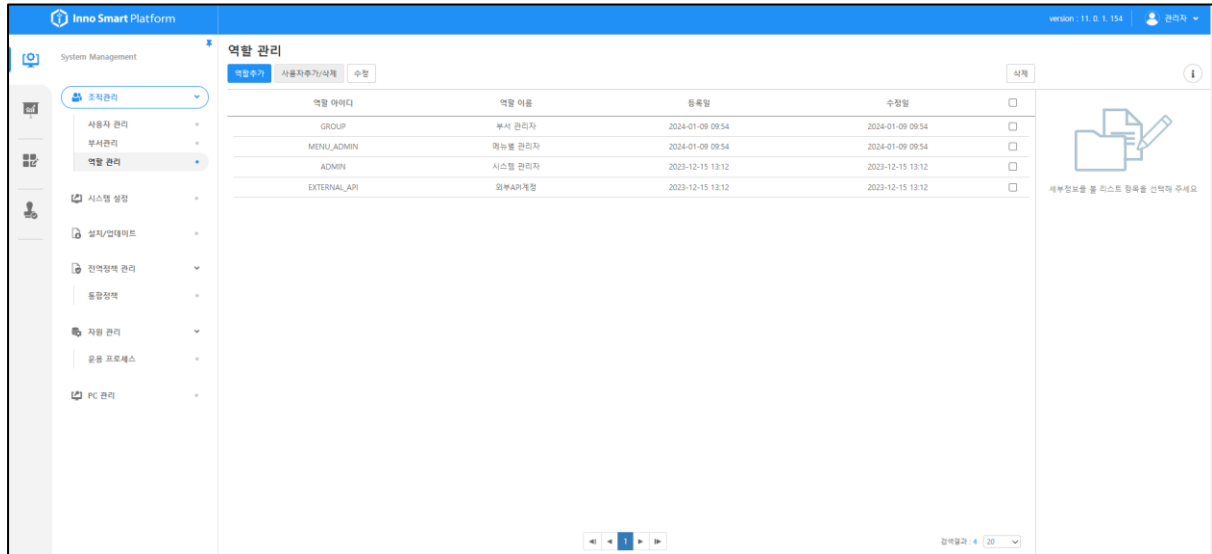 Inno Smart Platform
version : 11. 0. 1. 154
관리자
System Management
조직관리
사용자 관리
부서관리
역할 관리
시스템 설정
설치/업데이트
전역정책 관리
통합정책
자원 관리
운용 프로세스
PC 관리
역할 관리
역할추가 사용자추가/삭제 수정 삭제
역할 아이디 역할 이름 등록일 수정일
GROUP 부서 관리자 2024-01-09 09:54 2024-01-09 09:54
MENU_ADMIN 메뉴별 관리자 2024-01-09 09:54 2024-01-09 09:54
ADMIN 시스템 관리자 2023-12-15 13:12 2023-12-15 13:12
EXTERNAL_API 외부API계정 2023-12-15 13:12 2023-12-15 13:12
1
검색결과 : 4 20
세부정보를 볼 리스트 항목을 선택해 주세요